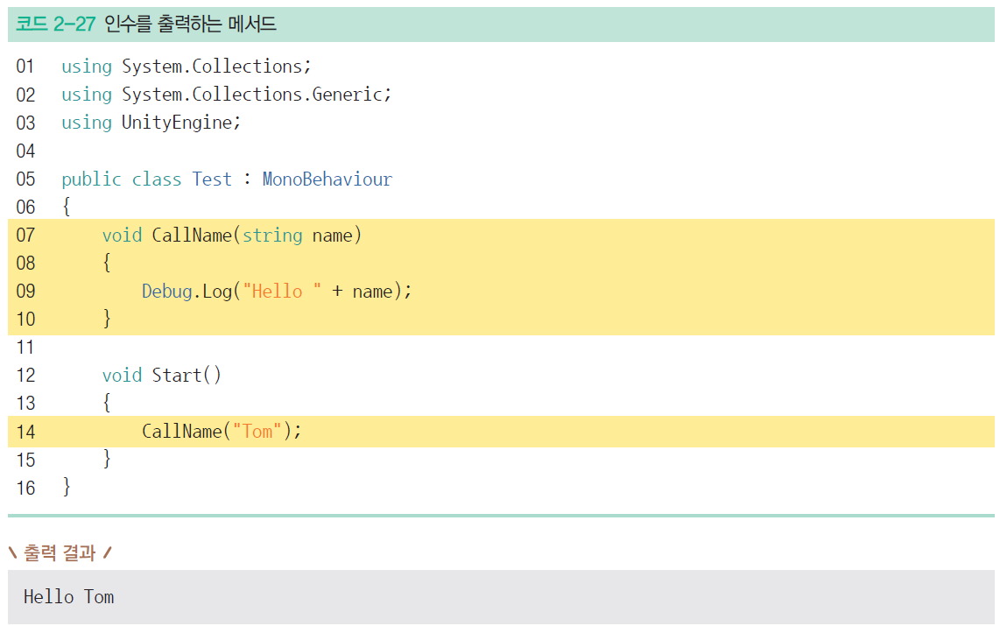 코드 2-27 인수를 출력하는 메서드
01 using System.Collections;
02 using System.Collections.Generic;
03 using UnityEngine;
04
05 public class Test : MonoBehaviour
06 {
07     void CallName(string name)
08     {
09         Debug.Log("Hello " + name);
10     }
11
12     void Start()
13     {
14         CallName("Tom");
15     }
16 }
\ 출력 결과 /
Hello Tom